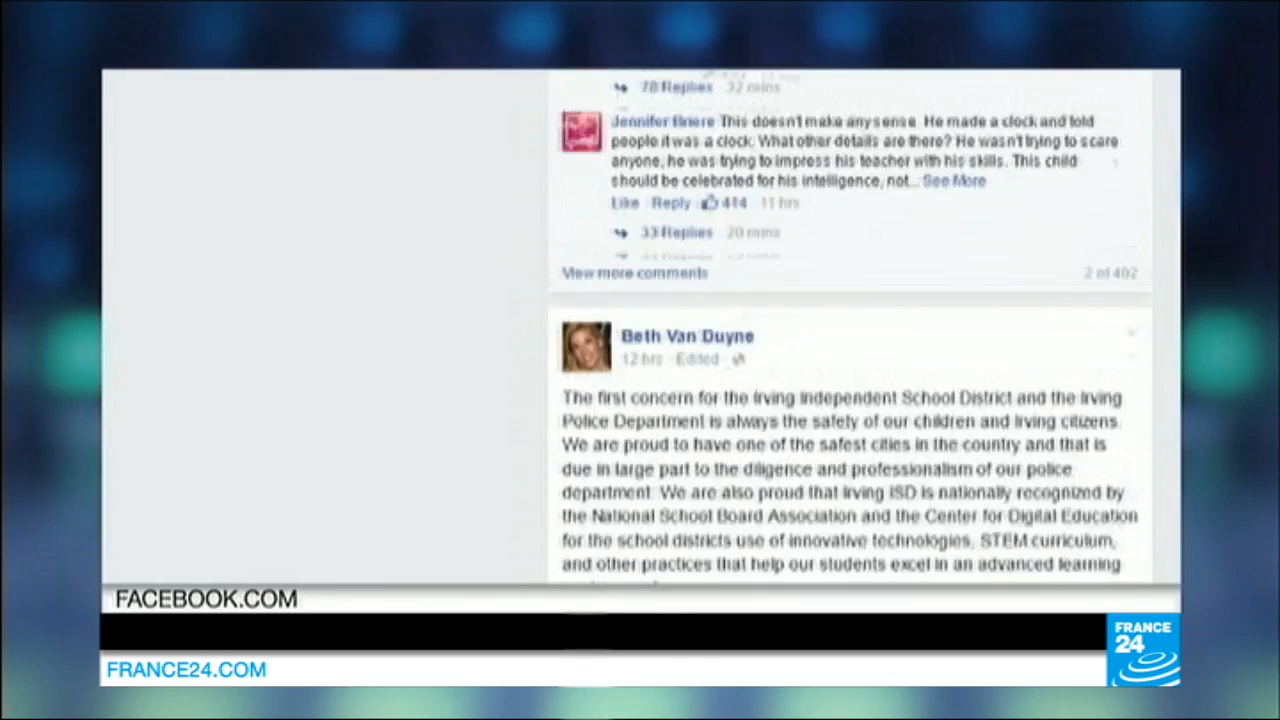 78 Replies 32 mins
Jennifer This doesn't make any sense. He made a clock and told
people it was a clock. What other details are there? He wasn't trying to scare
anyone, he was trying to impress his teacher with his skills. This child
should be celebrated for his intelligence, not... See More
Like Reply 414 11 hrs
33 Replies 20 mins
View more comments 2 of 402
Beth Van Duyne
12 hrs Edited
The first concern for the Irving Independent School District and the Irving
Police Department is always the safety of our children and Irving citizens.
We are proud to have one of the safest cities in the country and that is
due in large part to the diligence and professionalism of our police
department. We are also proud that Irving ISD is nationally recognized by
the National School Board Association and the Center for Digital Education
for the school districts use of innovative technologies, STEM curriculum,
and other practices that help our students excel in an advanced learning
FACEBOOK.COM
FRANCE
24
FRANCE24.COM